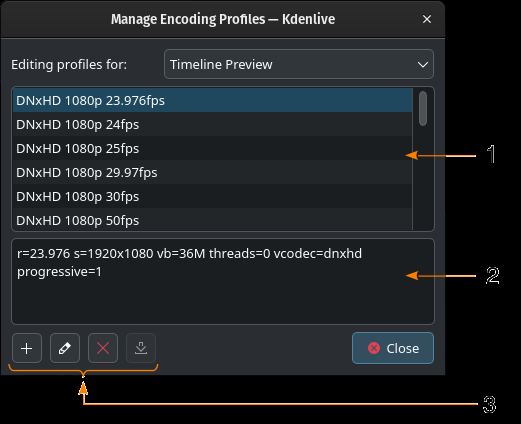 Manage Encoding Profiles — Kdenlive
Editing profiles for:
Timeline Preview
DNxHD 1080p 23.976fps
DNxHD 1080p 24fps
DNxHD 1080p 25fps
DNxHD 1080p 29.97fps
DNxHD 1080p 30fps
DNxHD 1080p 50fps
1
r=23.976 s=1920x1080 vb=36M threads=0 vcodec=dnxhd
progressive=1
2
Close
3